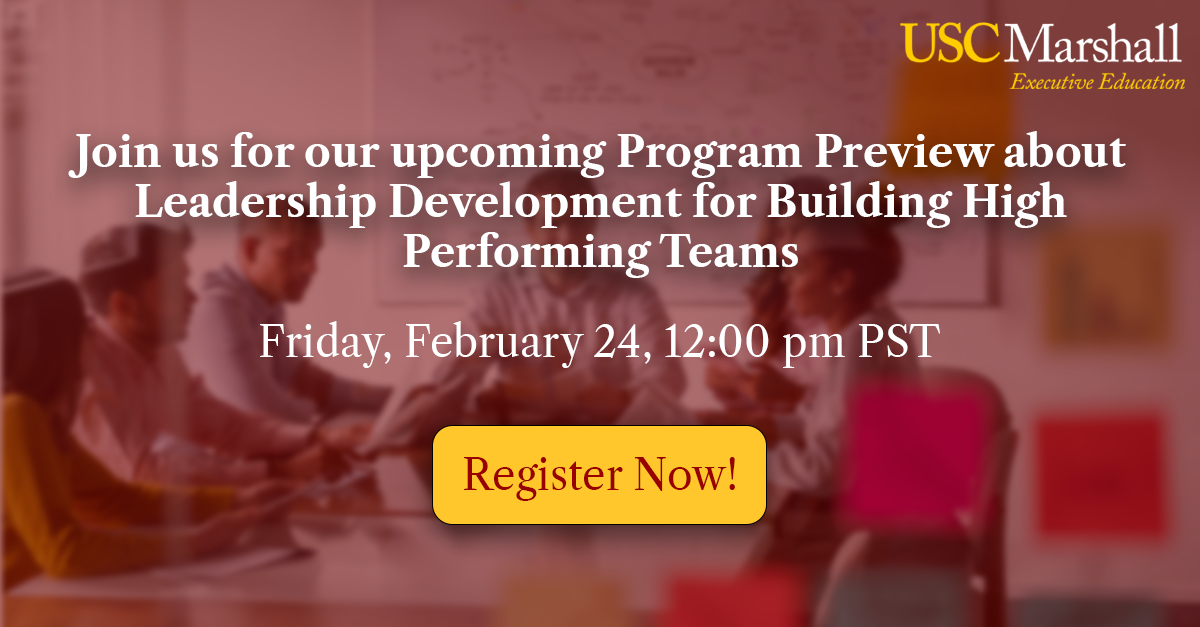 USC Marshall
Executive Education
Join us for our upcoming Program Preview about
Leadership Development for Building High
Performing Teams
Friday, February 24, 12:00 pm PST
Register Now!